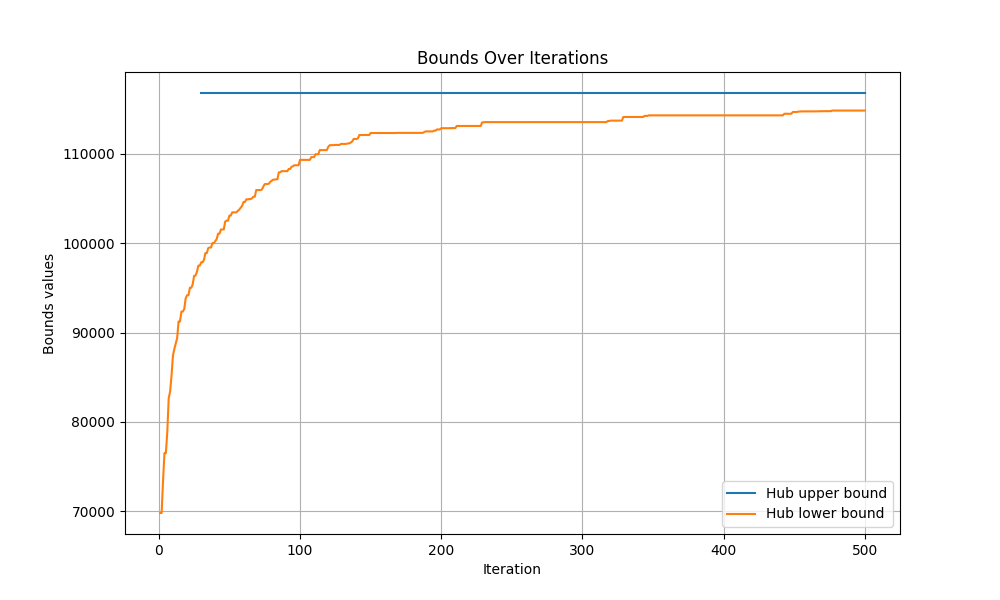 Bounds Over Iterations
Bounds values
110000
100000
90000
80000
70000
0 100 200 300 400 500
Iteration
Hub upper bound
Hub lower bound